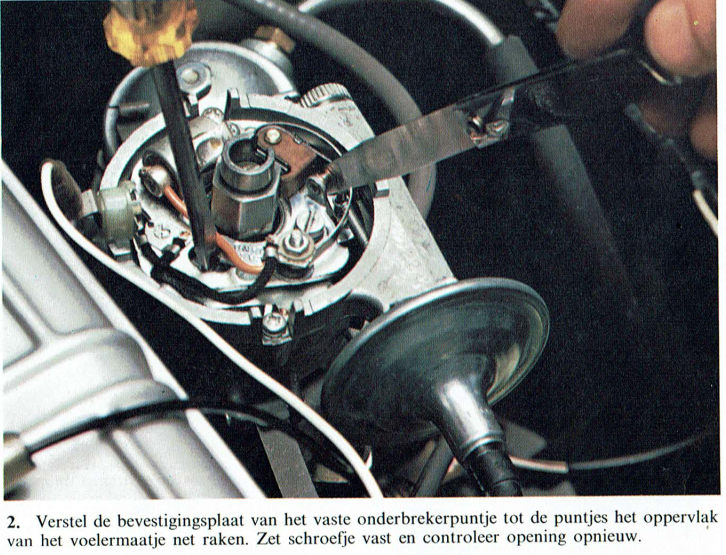 2. Verstel de bevestigingsplaat van het vaste onderbrekerpuntje tot de puntjes het oppervlak
van het voelermaatje net raken. Zet schroefje vast en controleer opening opnieuw.